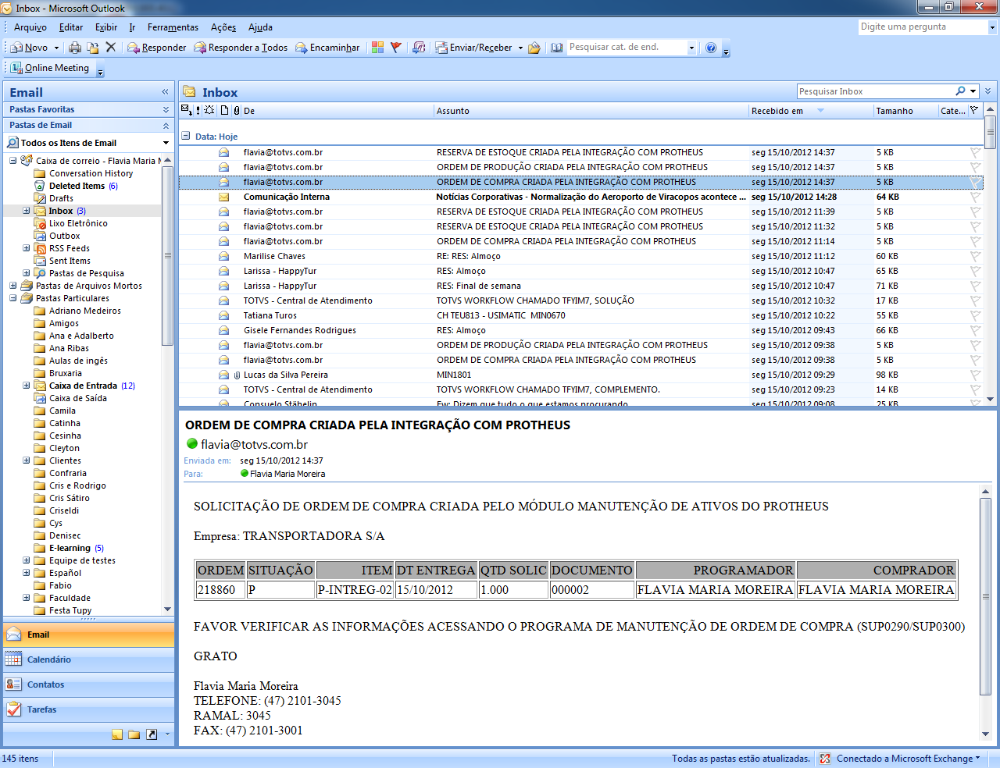 Inbox - Microsoft Outlook
Arquivo Editar Exibir Ir Ferramentas Ações Ajuda
Digite uma pergunta
Novo Responder Responder a Todos Encaminhar Enviar/Receber Pesquisar cat. de end.
Online Meeting
Email
Pastas Favoritas
Pastas de Email
Todos os Itens de Email
Caixa de correio - Flavia Maria M
Conversation History
Deleted Items (6)
Drafts
Inbox (3)
Lixo Eletrônico
Outbox
RSS Feeds
Sent Items
Pastas de Pesquisa
Pastas de Arquivos Mortos
Pastas Particulares
Adriano Medeiros
Amigos
Ana e Adalberto
Ana Ribas
Aulas de ingês
Bruxaria
Caixa de Entrada (12)
Caixa de Saída
Camila
Catinha
Cesinha
Cleyton
Clientes
Confraria
Cris e Rodrigo
Cris Sátiro
Criseldi
Cys
Denisec
E-learning (5)
Equipe de testes
Español
Fabio
Faculdade
Festa Tupy
Email
Calendário
Contatos
Tarefas
Inbox
Pesquisar Inbox
De Assunto Recebido em Tamanho Cate...
Data: Hoje
flavia@totvs.com.br RESERVA DE ESTOQUE CRIADA PELA INTEGRAÇÃO COM PROTHEUS seg 15/10/2012 14:37 5 KB
flavia@totvs.com.br ORDEM DE PRODUÇÃO CRIADA PELA INTEGRAÇÃO COM PROTHEUS seg 15/10/2012 14:37 5 KB
flavia@totvs.com.br ORDEM DE COMPRA CRIADA PELA INTEGRAÇÃO COM PROTHEUS seg 15/10/2012 14:37 5 KB
Comunicação Interna Notícias Corporativas - Normalização do Aeroporto de Viracopos acontece ... seg 15/10/2012 14:28 64 KB
flavia@totvs.com.br RESERVA DE ESTOQUE CRIADA PELA INTEGRAÇÃO COM PROTHEUS seg 15/10/2012 11:39 5 KB
flavia@totvs.com.br RESERVA DE ESTOQUE CRIADA PELA INTEGRAÇÃO COM PROTHEUS seg 15/10/2012 11:32 5 KB
flavia@totvs.com.br ORDEM DE COMPRA CRIADA PELA INTEGRAÇÃO COM PROTHEUS seg 15/10/2012 11:14 5 KB
Marilise Chaves RE: RES: Almoço seg 15/10/2012 11:12 60 KB
Larissa - HappyTur RES: Almoço seg 15/10/2012 10:47 65 KB
Larissa - HappyTur RES: Final de semana seg 15/10/2012 10:47 71 KB
TOTVS - Central de Atendimento TOTVS WORKFLOW CHAMADO TFYIM7, SOLUÇÃO seg 15/10/2012 10:32 17 KB
Tatiana Turos CH TEU813 - USIMATIC MIN0670 seg 15/10/2012 10:22 55 KB
Gisele Fernandes Rodrigues RES: Almoço seg 15/10/2012 09:43 66 KB
flavia@totvs.com.br ORDEM DE PRODUÇÃO CRIADA PELA INTEGRAÇÃO COM PROTHEUS seg 15/10/2012 09:38 5 KB
flavia@totvs.com.br ORDEM DE COMPRA CRIADA PELA INTEGRAÇÃO COM PROTHEUS seg 15/10/2012 09:38 5 KB
Lucas da Silva Pereira MIN1801 seg 15/10/2012 09:29 98 KB
TOTVS - Central de Atendimento TOTVS WORKFLOW CHAMADO TFYIM7, COMPLEMENTO. seg 15/10/2012 09:23 14 KB
Consuelo Stähelin Fw: Dizem que tudo o que estamos procurando seg 15/10/2012 09:08 25 KB
ORDEM DE COMPRA CRIADA PELA INTEGRAÇÃO COM PROTHEUS
flavia@totvs.com.br
Enviada em: seg 15/10/2012 14:37
Para: Flavia Maria Moreira
SOLICITAÇÃO DE ORDEM DE COMPRA CRIADA PELO MÓDULO MANUTENÇÃO DE ATIVOS DO PROTHEUS
Empresa: TRANSPORTADORA S/A
ORDEM SITUAÇÃO ITEM DT ENTREGA QTD SOLIC DOCUMENTO PROGRAMADOR COMPRADOR
218860 P P-INTREG-02 15/10/2012 1.000 000002 FLAVIA MARIA MOREIRA FLAVIA MARIA MOREIRA
FAVOR VERIFICAR AS INFORMAÇÕES ACESSANDO O PROGRAMA DE MANUTENÇÃO DE ORDEM DE COMPRA (SUP0290/SUP0300)
GRATO
Flavia Maria Moreira
TELEFONE: (47) 2101-3045
RAMAL: 3045
FAX: (47) 2101-3001
145 itens Todas as pastas estão atualizadas. Conectado a Microsoft Exchange